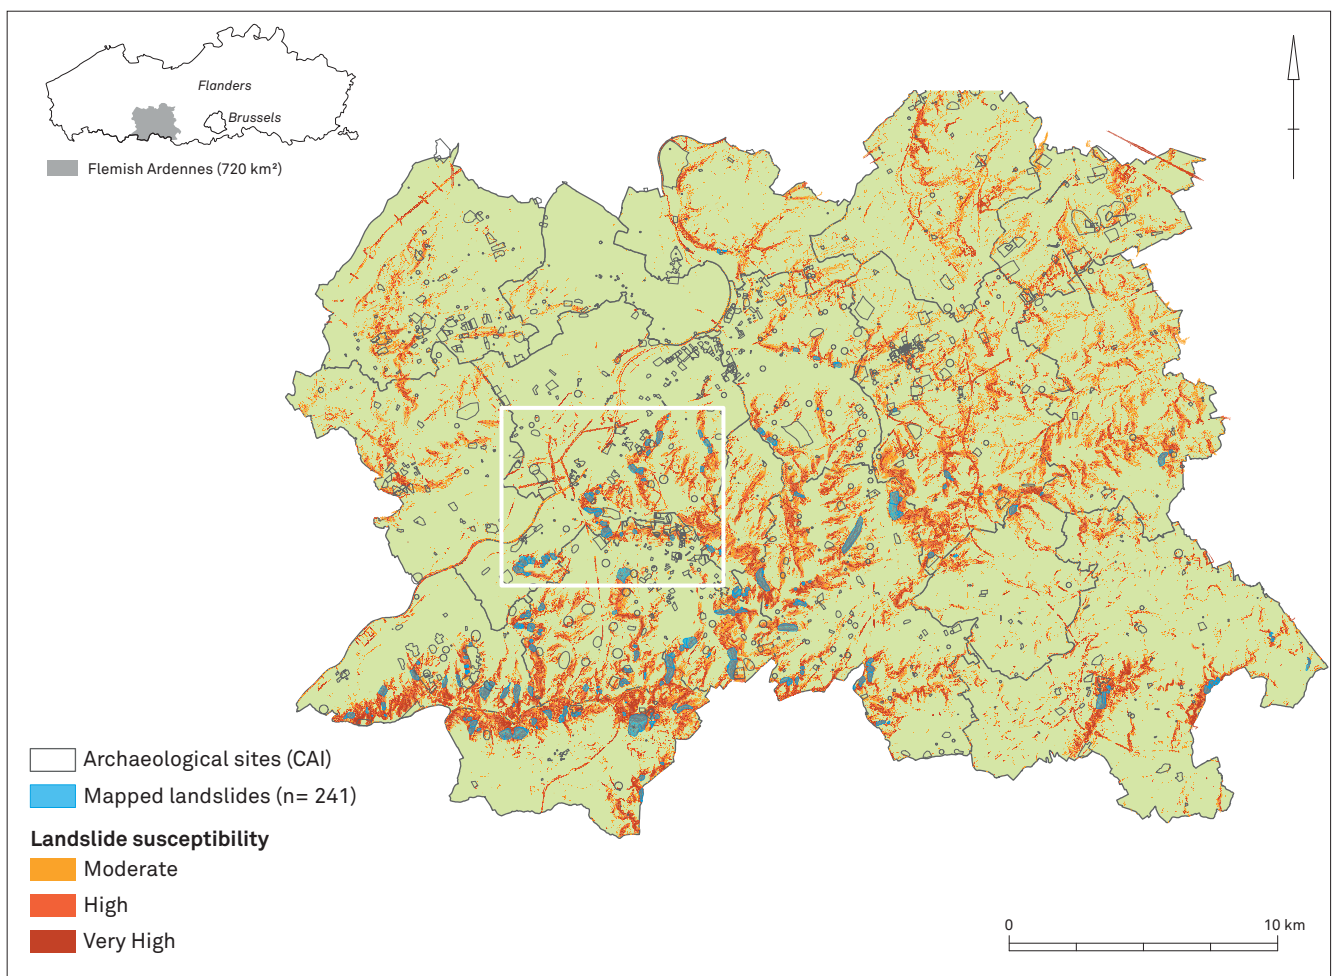 Flanders
Brussels
Flemish Ardennes (720 km²)
Archaeological sites (CAI)
Mapped landslides (n= 241)
Landslide susceptibility
Moderate
High
Very High
0 10 km